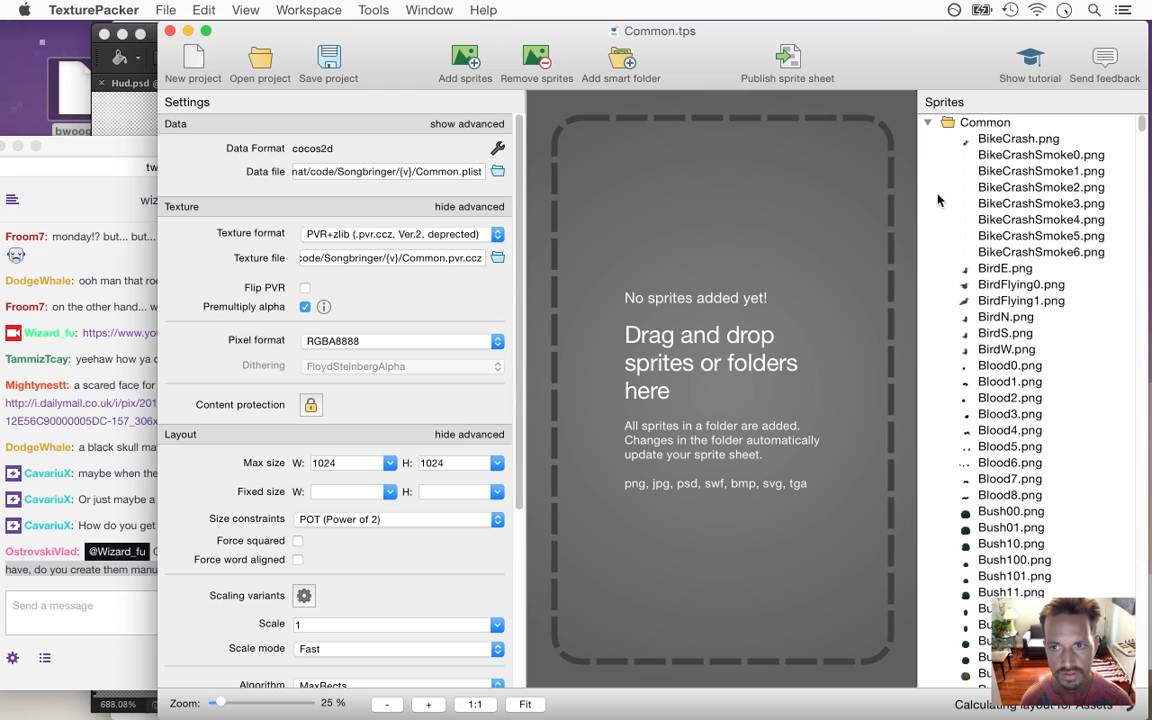 TexturePacker File Edit View Workspace Tools Window Help
Common.tps
New project Open project Save project Add sprites Remove sprites Add smart folder Publish sprite sheet Show tutorial Send feedback
Hud.psd
bwoog
688.08%
tw
wiz
Froom7: monday!? but... but...
DodgeWhale: ooh man that
Froom7: on the other hand...
Wizard_fu: https://www.yo
TammizTcay: yeehaw how ya
Mightynestt: a scared face for
http://i.dailymail.co.uk/i/pix/201
12E56C90000005DC-157_306x
DodgeWhale: a black skull
CavariuX: maybe when the
CavariuX: Or just maybe a
CavariuX: How do you get
OstrovskiVlad: @Wizard_fu
have, do you create them manu
Send a message
Settings
Data show advanced
Data Format cocos2d
Data file nat/code/Songbringer/{v}/Common.plist
Texture hide advanced
Texture format PVR+zlib (.pvr.ccz, Ver.2, deprected)
Texture file :ode/Songbringer/{v}/Common.pvr.ccz
Flip PVR
Premultiply alpha
Pixel format RGBA8888
Dithering FloydSteinbergAlpha
Content protection
Layout hide advanced
Max size W: 1024 H: 1024
Fixed size W: H:
Size constraints POT (Power of 2)
Force squared
Force word aligned
Scaling variants
Scale 1
Scale mode Fast
Algorithm MaxRects
Zoom: 25 % - + 1:1 Fit
No sprites added yet!
Drag and drop
sprites or folders
here
All sprites in a folder are added.
Changes in the folder automatically
update your sprite sheet.
png, jpg, psd, swf, bmp, svg, tga
Sprites
Common
BikeCrash.png
BikeCrashSmoke0.png
BikeCrashSmoke1.png
BikeCrashSmoke2.png
BikeCrashSmoke3.png
BikeCrashSmoke4.png
BikeCrashSmoke5.png
BikeCrashSmoke6.png
BirdE.png
BirdFlying0.png
BirdFlying1.png
BirdN.png
BirdS.png
BirdW.png
Blood0.png
Blood1.png
Blood2.png
Blood3.png
Blood4.png
Blood5.png
Blood6.png
Blood7.png
Blood8.png
Bush00.png
Bush01.png
Bush10.png
Bush100.png
Bush101.png
Bush11.png
Calculating layout for Assets